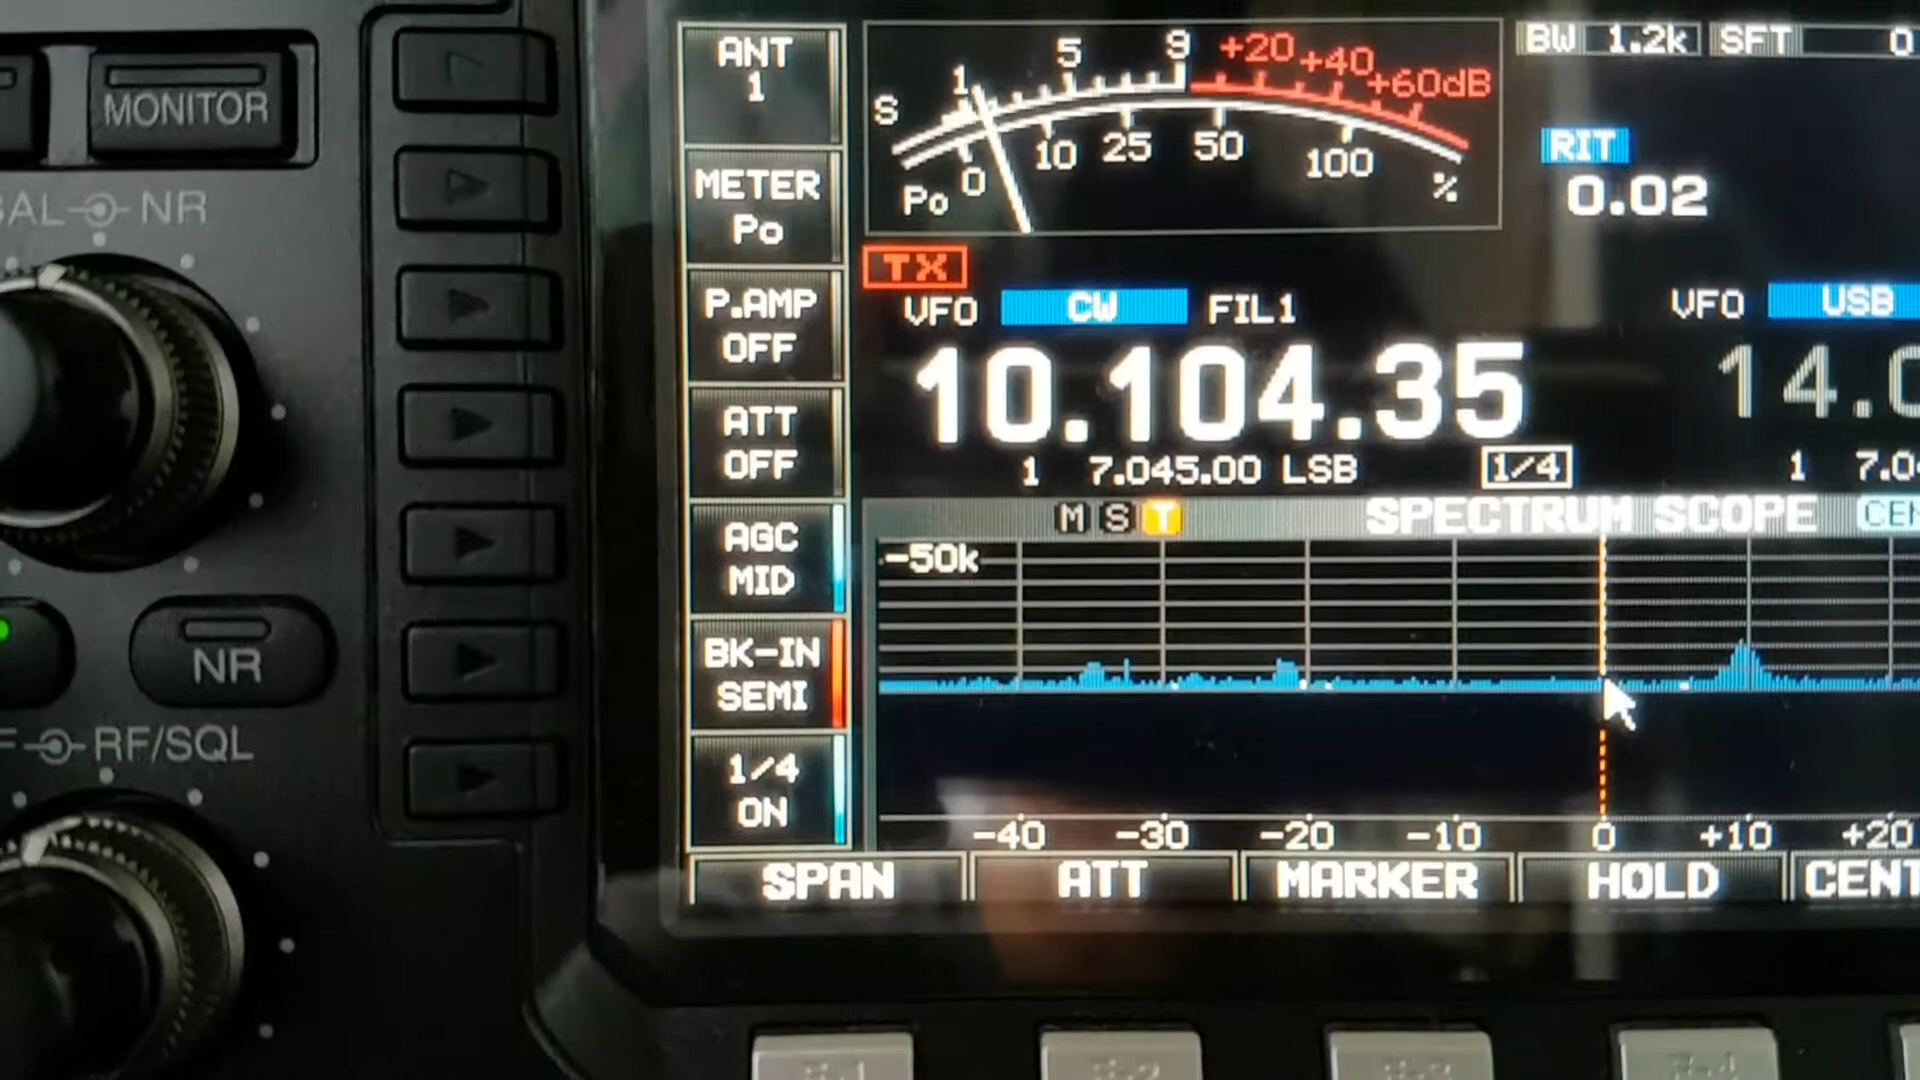 MONITOR
NR
NR
RF/SQL
ANT
1
METER
Po
P.AMP
OFF
ATT
OFF
AGC
MID
BK-IN
SEMI
1/4
ON
S 1 5 9 +20 +40 +60dB
Po 0 10 25 50 100 %
BW 1.2k SFT 0
RIT
0.02
TX
VFO CW FIL1
10.104.35
1 7.045.00 LSB 1/4
VFO USB
14.0
1 7.0
M S T SPECTRUM SCOPE CEN
-50k
-40 -30 -20 -10 0 +10 +20
SPAN ATT MARKER HOLD CENT